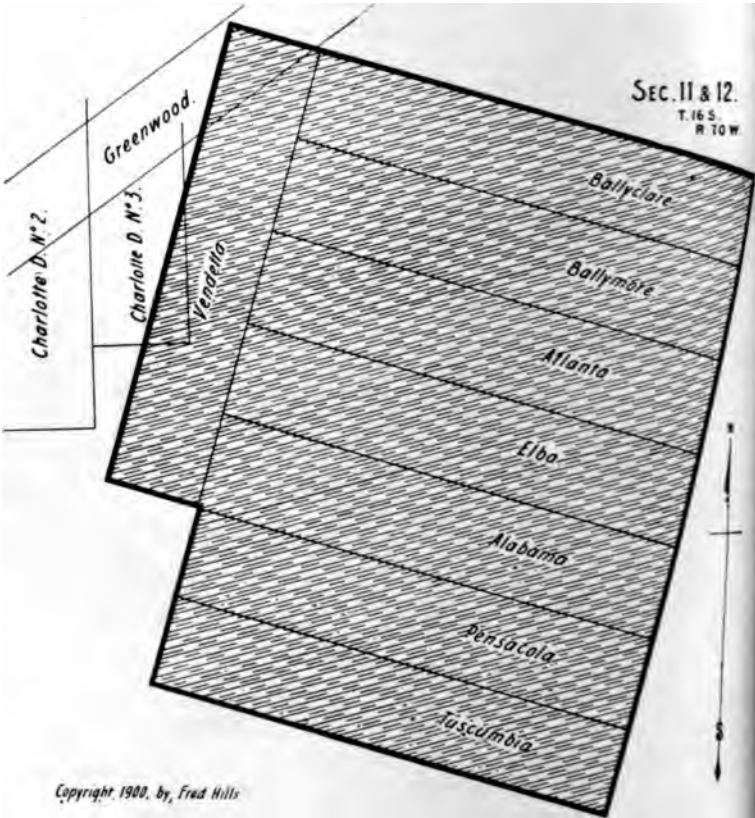 SEC. 11 & 12.
T. 16 S.
R 70 W.
Greenwood.
Charlotte D. Nº 2.
Charlotte D. Nº 3.
Vendetta
Ballyclare
Ballymore
Atlanta
Elba
Alabama
Pensacola
Tuscumbia
S
Copyright, 1900, by, Fred Hills